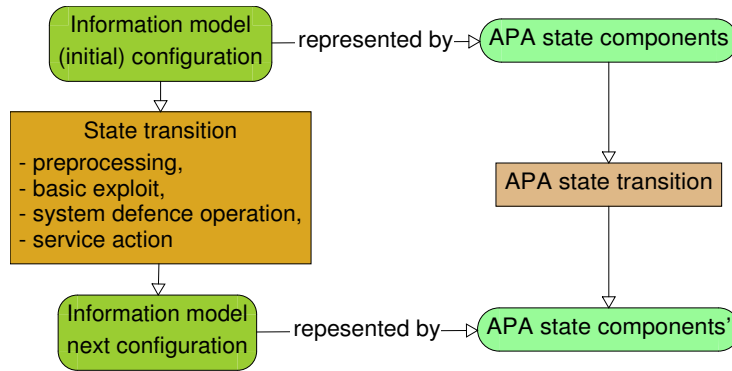 Information model
(initial) configuration
represented by
APA state components
State transition
- preprocessing,
- basic exploit,
- system defence operation,
- service action
APA state transition
Information model
next configuration
repesented by
APA state components'